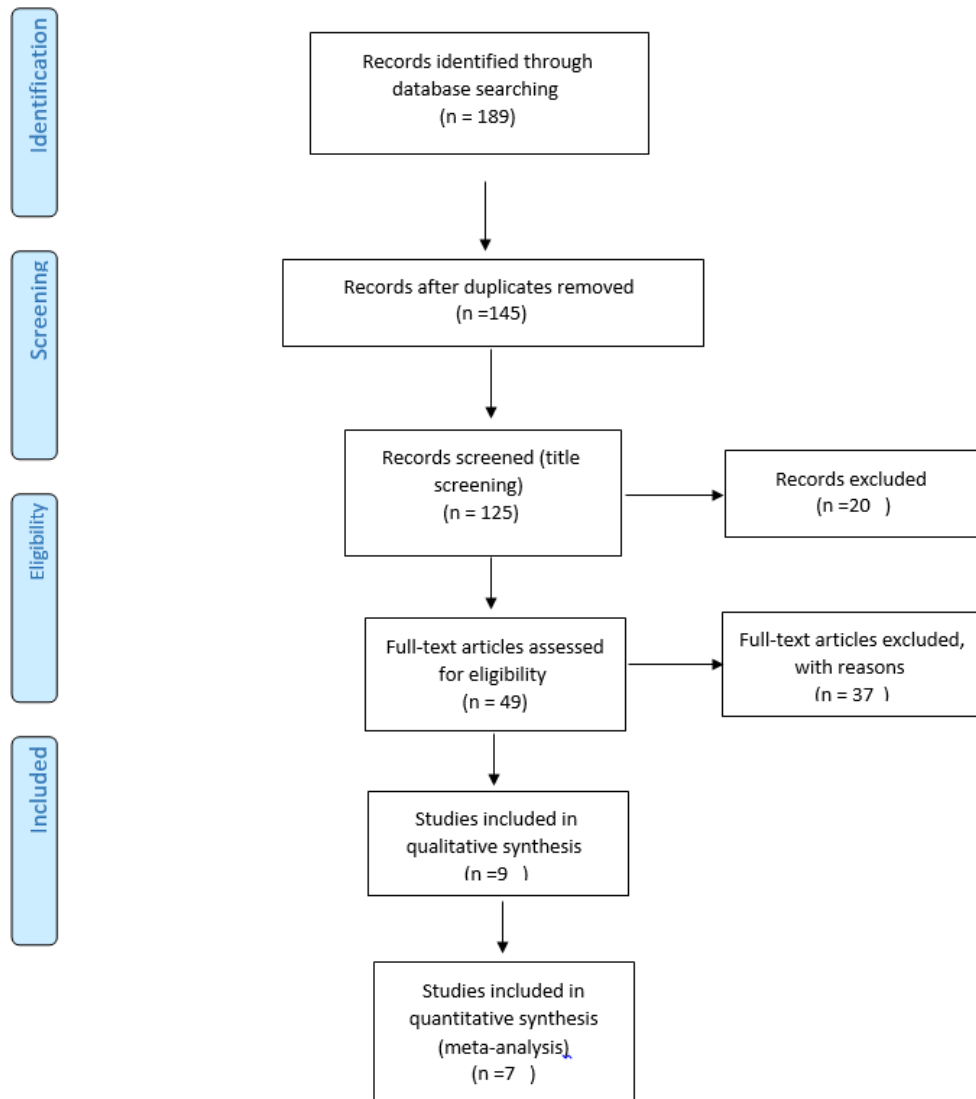 Identification
Records identified through
database searching
(n = 189)
Screening
Records after duplicates removed
(n =145)
Records screened (title
screening)
(n = 125)
Records excluded
(n =20   )
Eligibility
Full-text articles assessed
for eligibility
(n = 49)
Full-text articles excluded,
with reasons
(n = 37  )
Included
Studies included in
qualitative synthesis
(n =9   )
Studies included in
quantitative synthesis
(meta-analysis)
(n =7   )